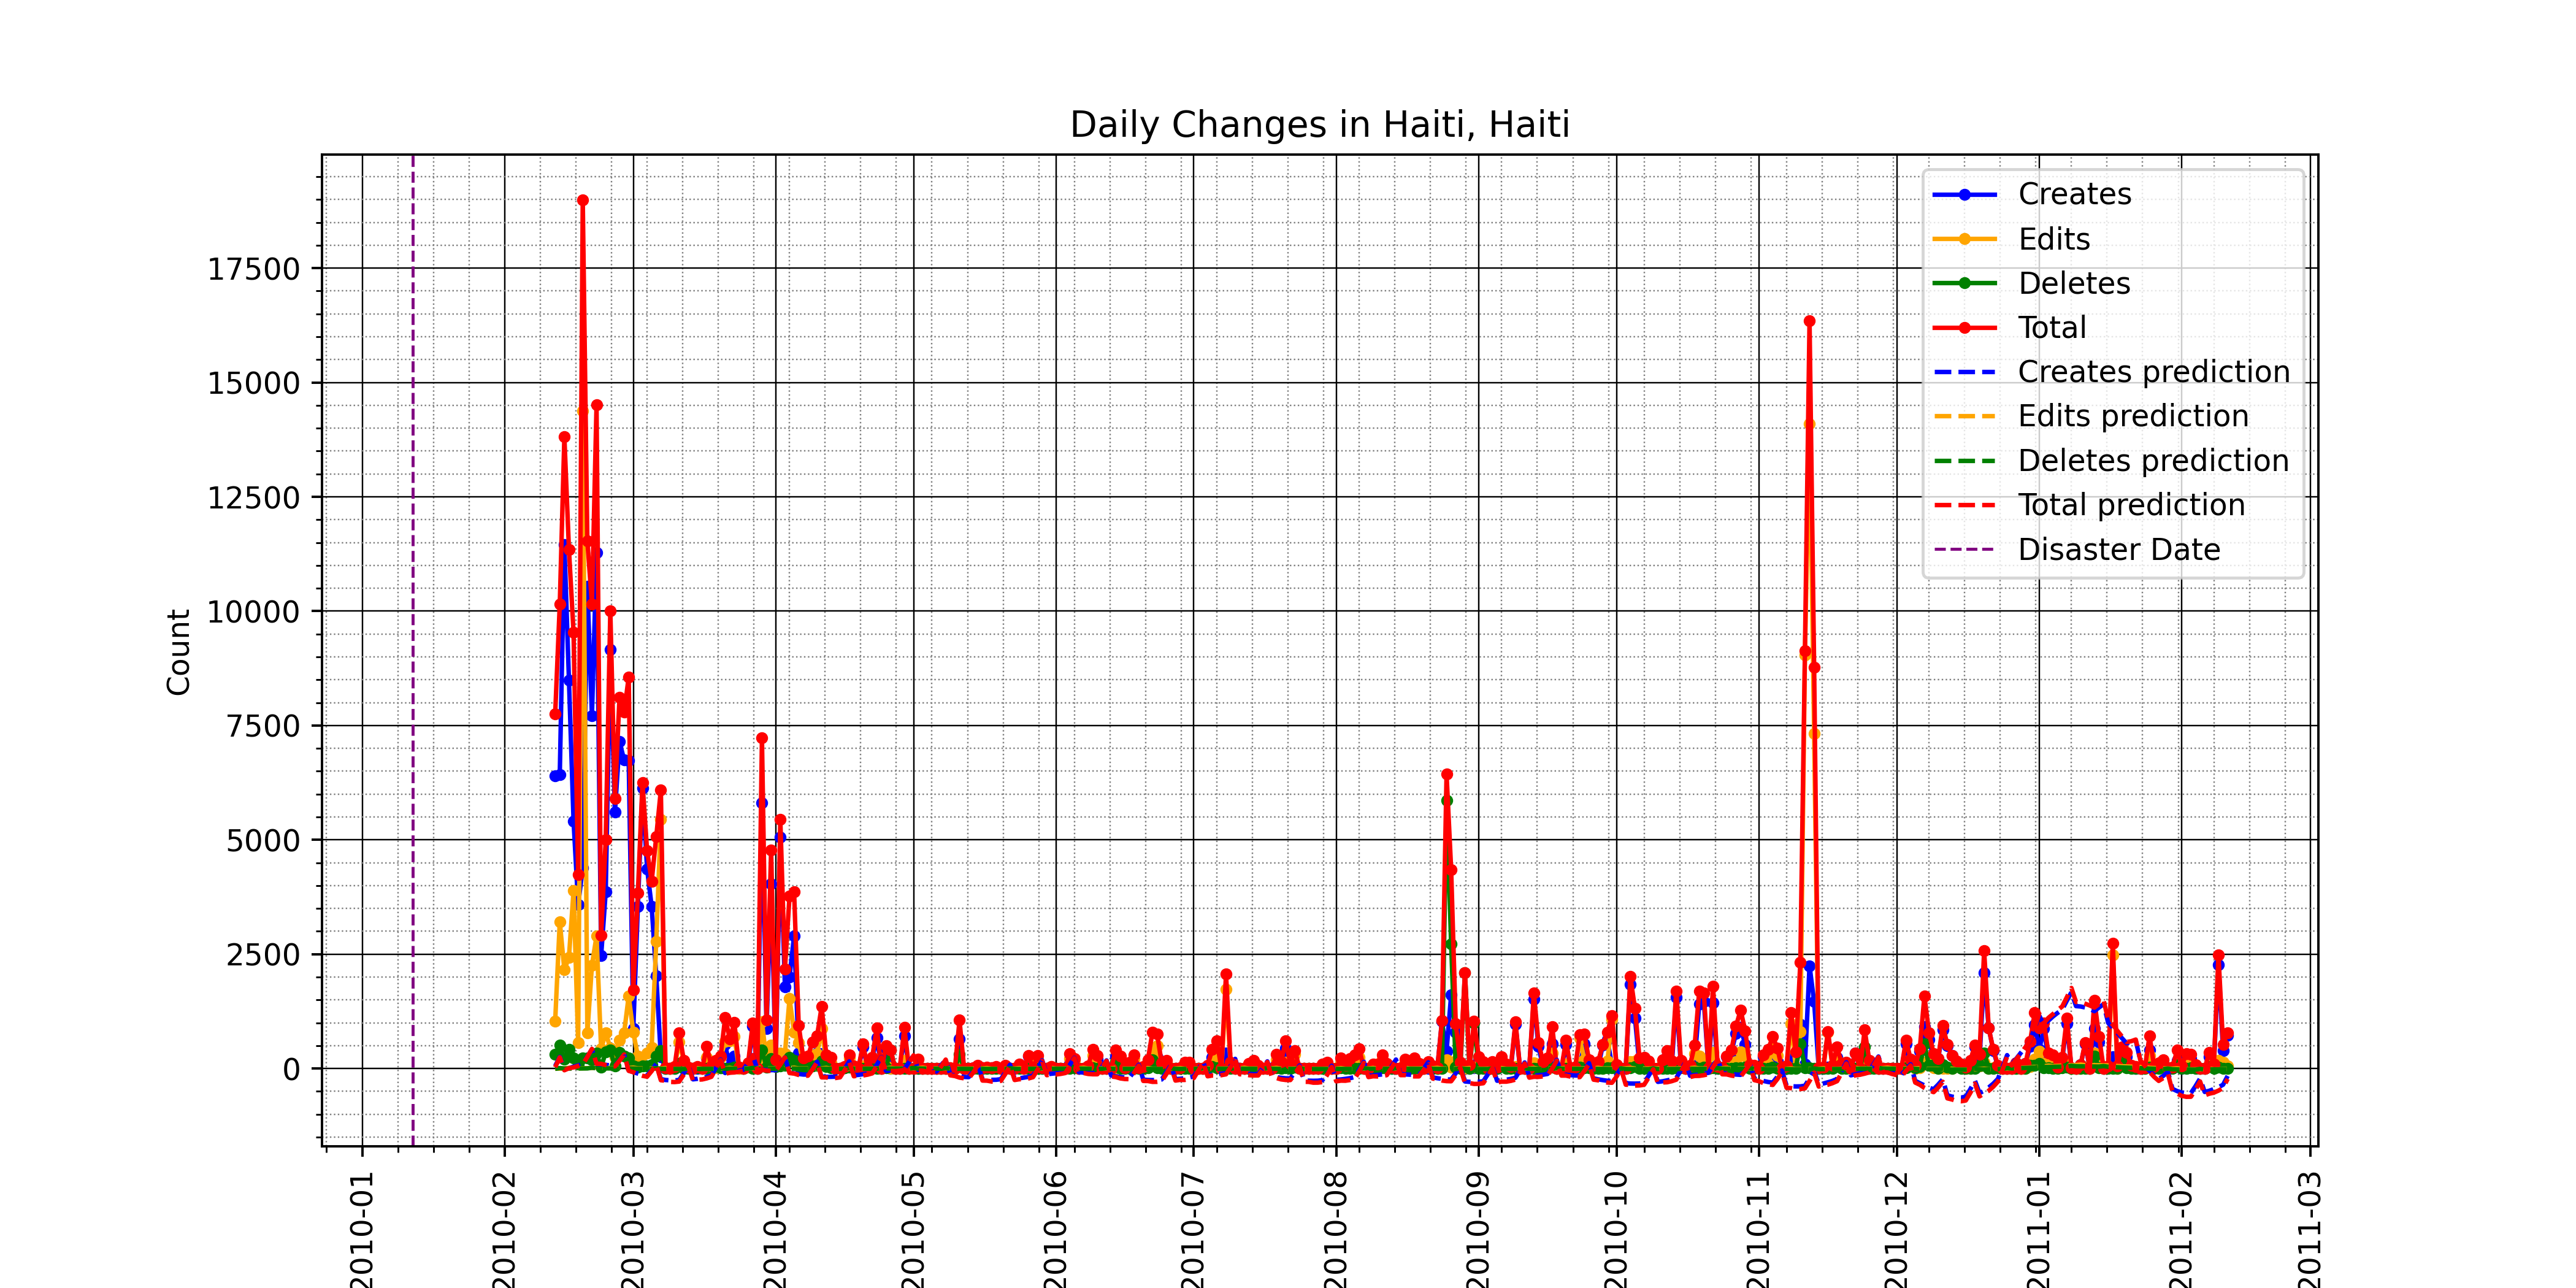 Daily Changes in Haiti, Haiti
Count
17500
15000
12500
10000
7500
5000
2500
0
Creates
Edits
Deletes
Total
Creates prediction
Edits prediction
Deletes prediction
Total prediction
Disaster Date
2010-01
2010-02
2010-03
2010-04
2010-05
2010-06
2010-07
2010-08
2010-09
2010-10
2010-11
2010-12
2011-01
2011-02
2011-03